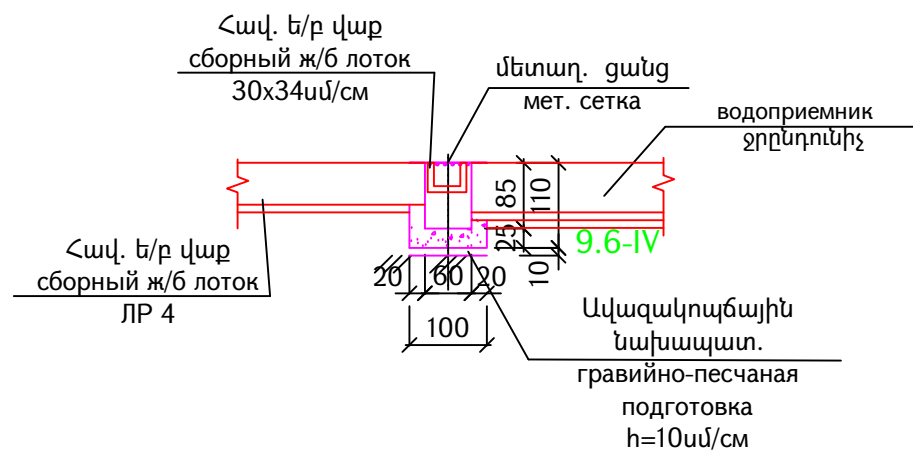 Հավ. ե/բ վաք
сборный ж/б лоток
30x34սմ/см
մետաղ. ցանց
мет. сетка
водоприемник
ջրընդունիչ
85
110
25
10
9.6-IV
Հավ. ե/բ վաք
сборный ж/б лоток
ЛР 4
20
60
20
100
Ավազակոպճային
նախապատ.
гравийно-песчаная
подготовка
h=10սմ/см